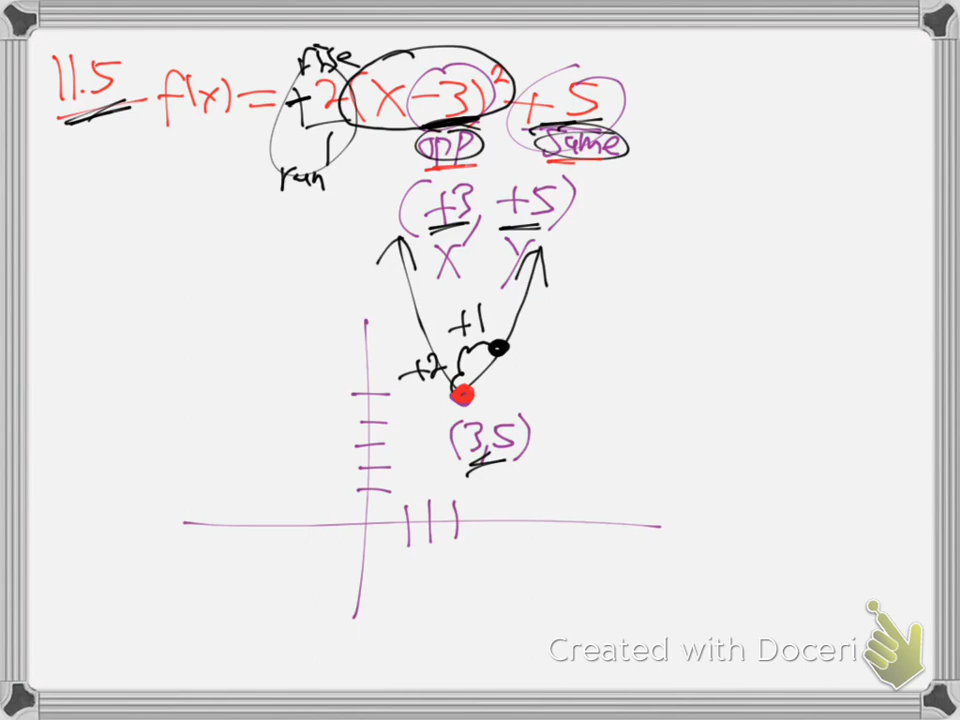 rise
11.5 f(x) = +2(x-3)² + 5
1
opp same
run
(+3, +5)
x y
+1
+2
(3,5)
Created with Doceri